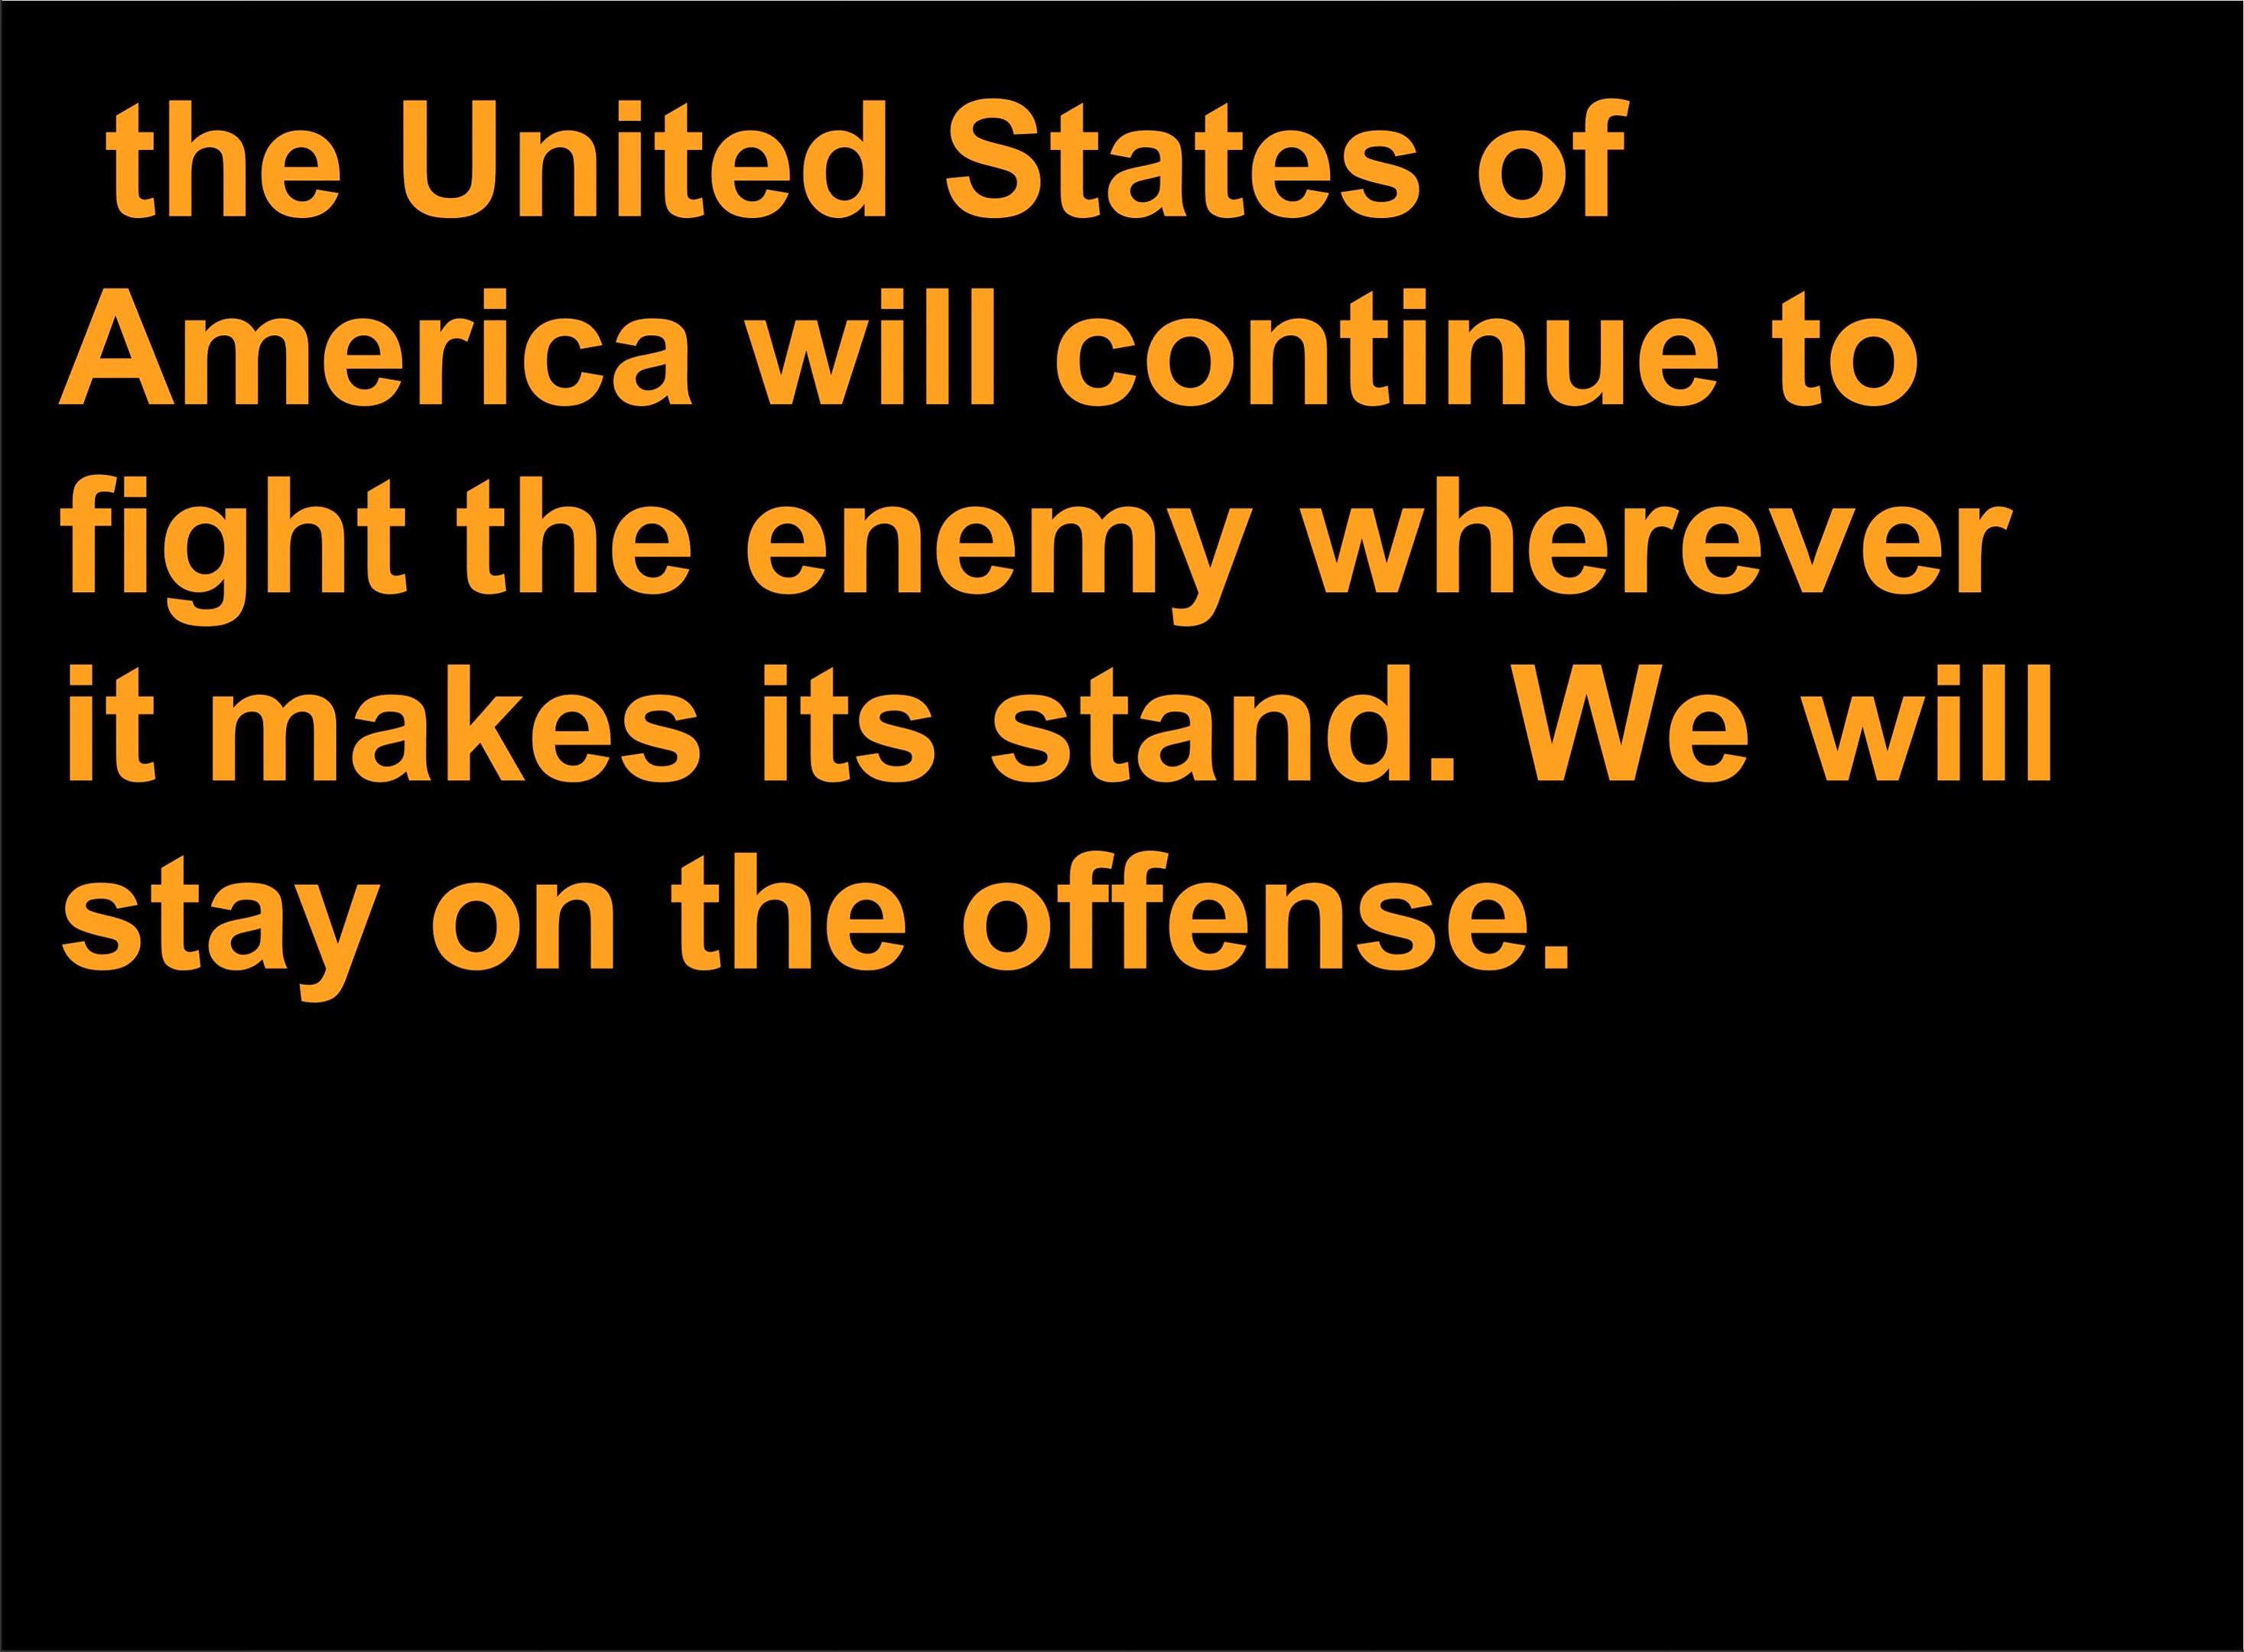 the United States of
America will continue to
fight the enemy wherever
it makes its stand. We will
stay on the offense.